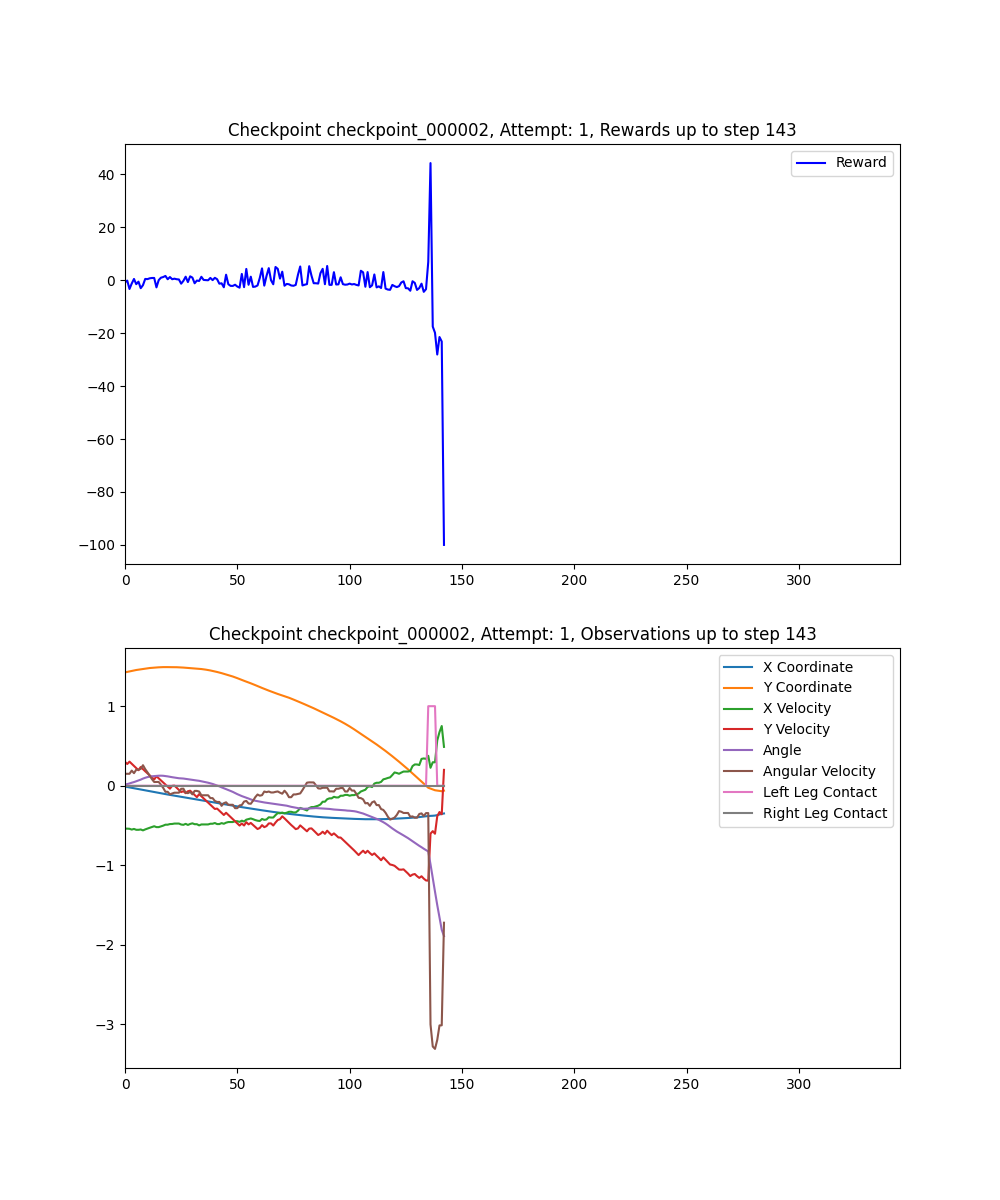 Checkpoint checkpoint_000002, Attempt: 1, Rewards up to step 143
Reward
40
20
0
−20
−40
−60
−80
−100
0 50 100 150 200 250 300
Checkpoint checkpoint_000002, Attempt: 1, Observations up to step 143
X Coordinate
Y Coordinate
X Velocity
Y Velocity
Angle
Angular Velocity
Left Leg Contact
Right Leg Contact
1
0
−1
−2
−3
0 50 100 150 200 250 300